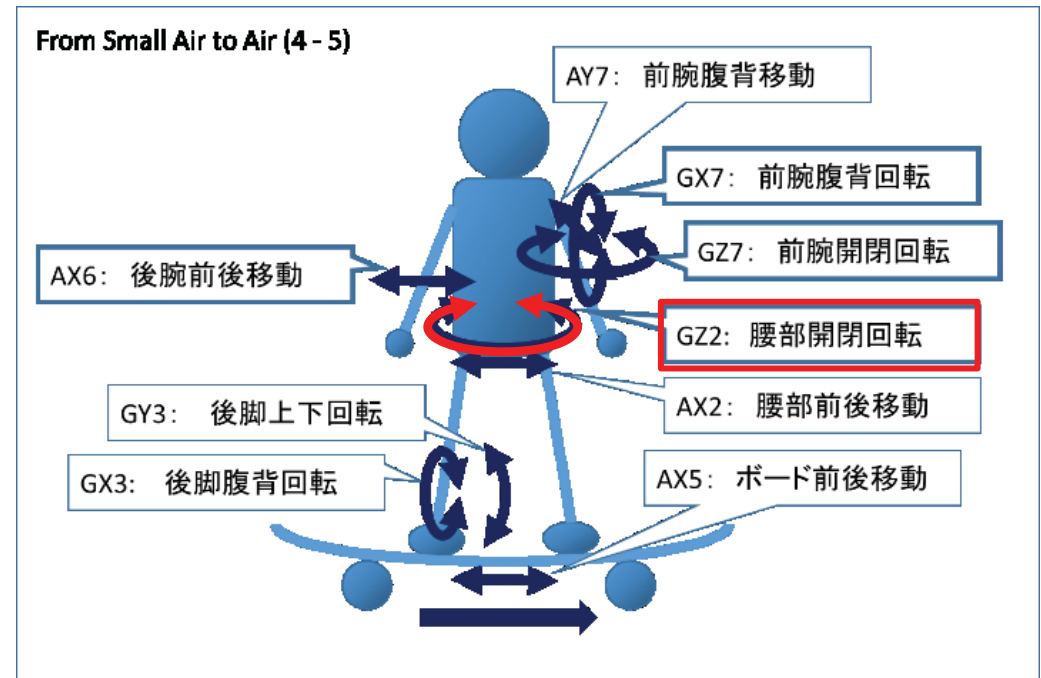 From Small Air to Air (4 - 5)
AY7: 前腕腹背移動
GX7: 前腕腹背回転
GZ7: 前腕開閉回転
AX6: 後腕前後移動
GZ2: 腰部開閉回転
AX2: 腰部前後移動
GY3: 後脚上下回転
GX3: 後脚腹背回転
AX5: ボード前後移動